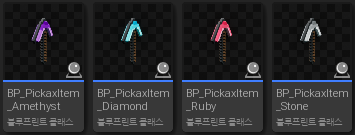 BP_PickaxItem
_Amethyst
블루프린트 클래스
BP_PickaxItem
_Diamond
블루프린트 클래스
BP_PickaxItem
_Ruby
블루프린트 클래스
BP_PickaxItem
_Stone
블루프린트 클래스